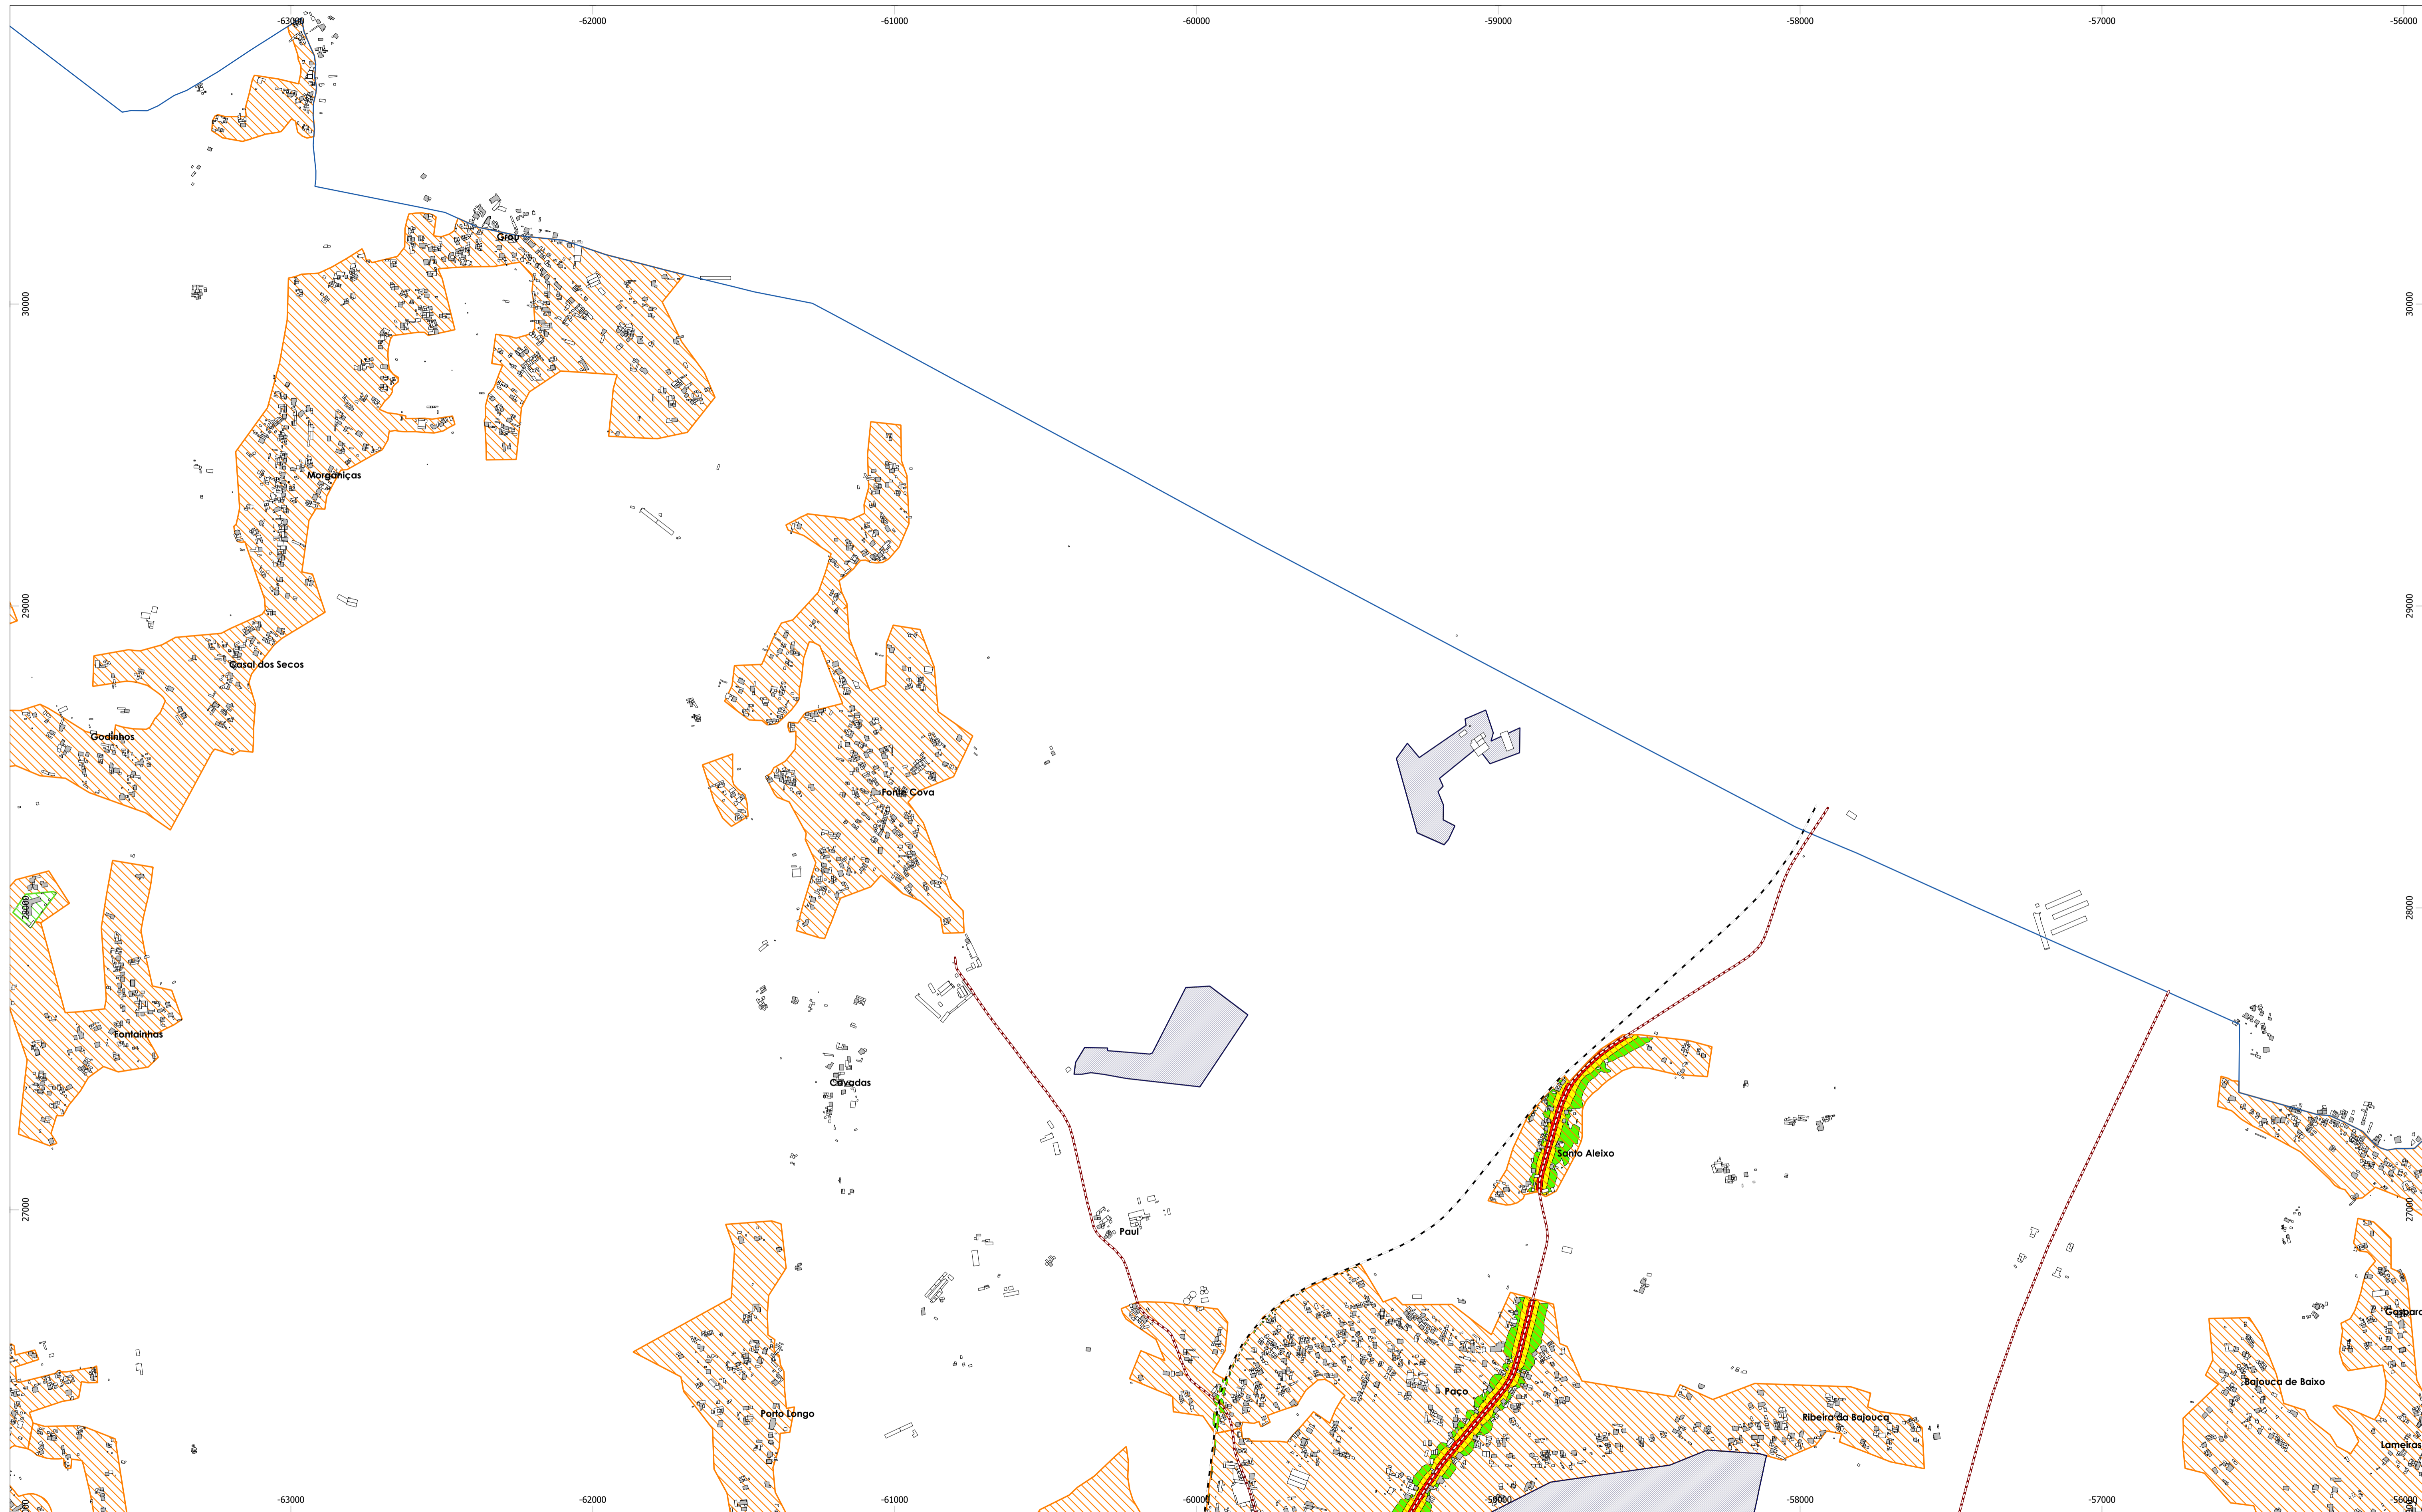 -63000
-62000
-61000
-60000
-59000
-58000
-57000
-56000
Grou
30000
30000
Morganiças
29000
29000
Casal dos Secos
Godinhos
Fonte Cova
28000
28000
Fontainhas
Cavadas
Santo Aleixo
27000
27000
Paul
Bajouca de Baixo
Paço
Porto Longo
Ribeira da Bajouca
Lameiras
-63000
-62000
-61000
-60000
-59000
-58000
-57000
-56000